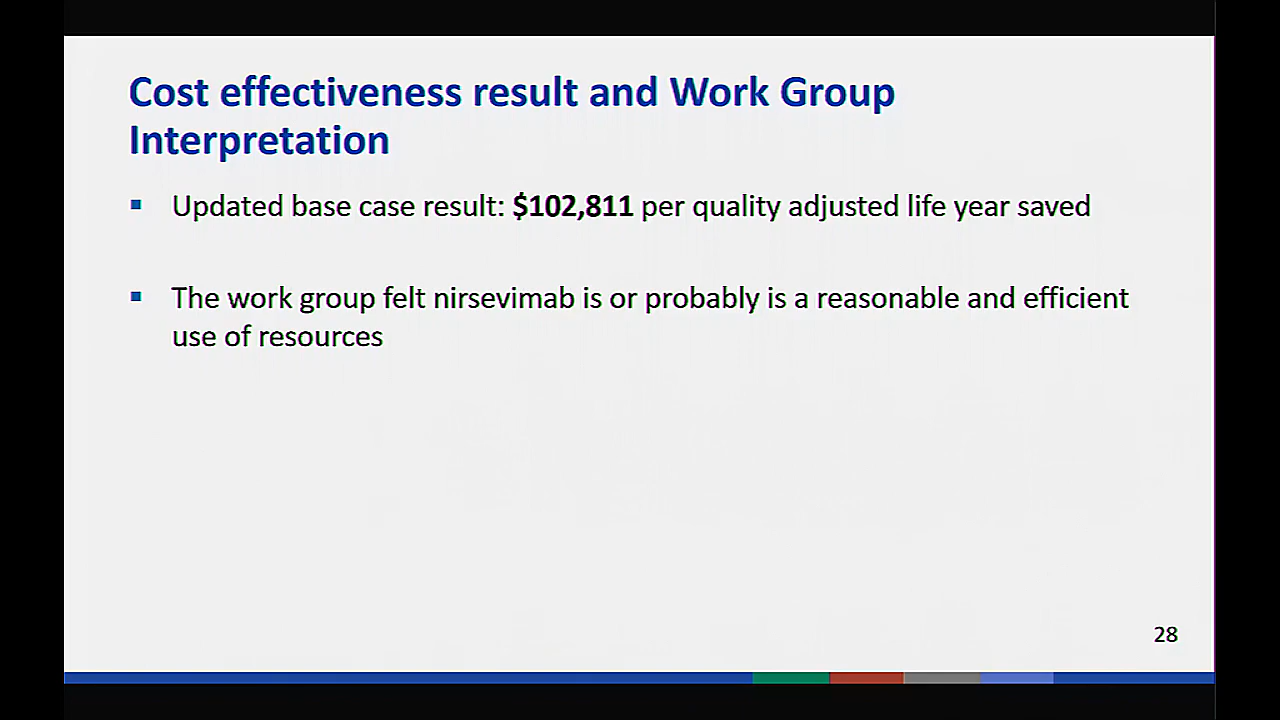 Cost effectiveness result and Work Group
Interpretation
▪ Updated base case result: $102,811 per quality adjusted life year saved
▪ The work group felt nirsevimab is or probably is a reasonable and efficient
use of resources
28